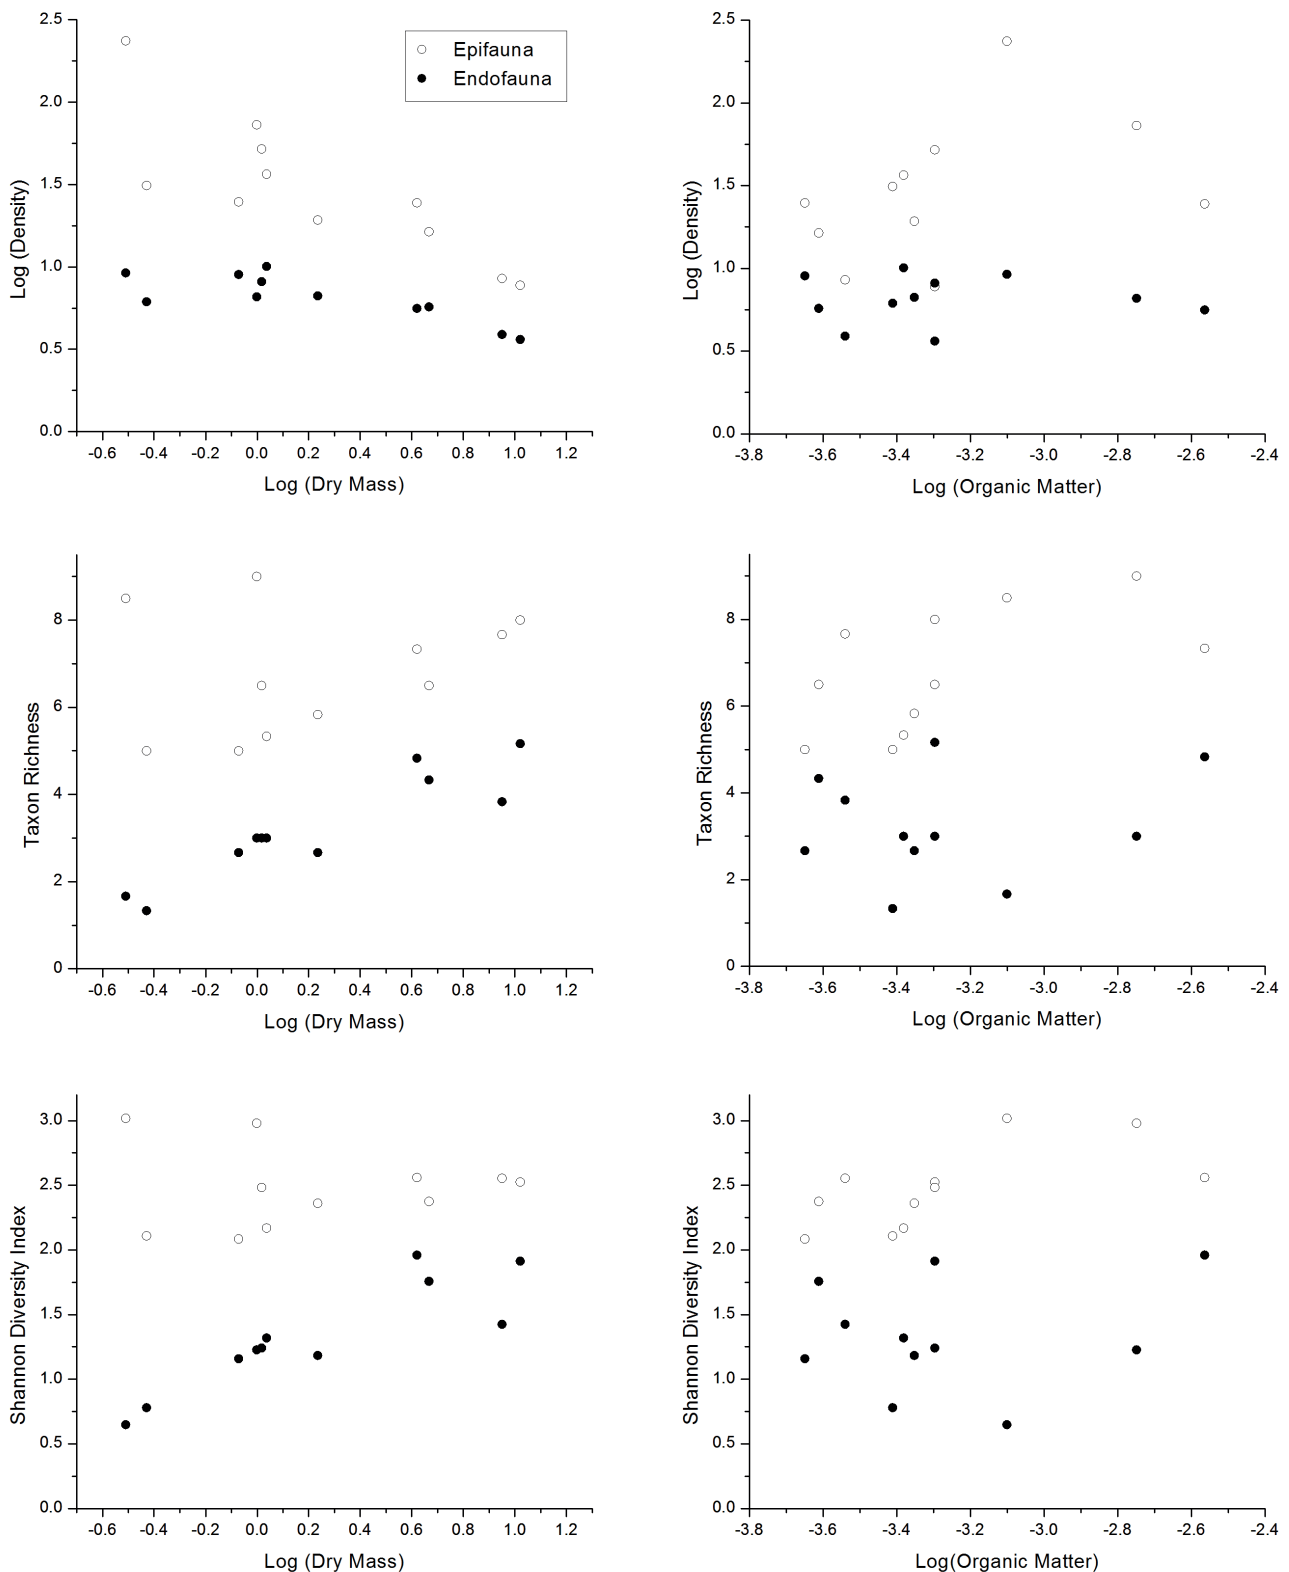 2.5
2.0
1.5
1.0
0.5
0.0
Log (Density)
Epifauna
Endofauna
-0.6 -0.4 -0.2 0.0 0.2 0.4 0.6 0.8 1.0 1.2
Log (Dry Mass)
2.5
2.0
1.5
1.0
0.5
0.0
Log (Density)
-3.8 -3.6 -3.4 -3.2 -3.0 -2.8 -2.6 -2.4
Log (Organic Matter)
8
6
4
2
0
Taxon Richness
-0.6 -0.4 -0.2 0.0 0.2 0.4 0.6 0.8 1.0 1.2
Log (Dry Mass)
8
6
4
2
0
Taxon Richness
-3.8 -3.6 -3.4 -3.2 -3.0 -2.8 -2.6 -2.4
Log (Organic Matter)
3.0
2.5
2.0
1.5
1.0
0.5
0.0
Shannon Diversity Index
-0.6 -0.4 -0.2 0.0 0.2 0.4 0.6 0.8 1.0 1.2
Log (Dry Mass)
3.0
2.5
2.0
1.5
1.0
0.5
0.0
Shannon Diversity Index
-3.8 -3.6 -3.4 -3.2 -3.0 -2.8 -2.6 -2.4
Log(Organic Matter)